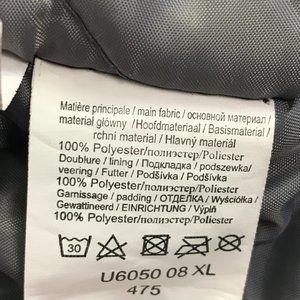 Matière principale / main fabric / основной материал /
materiał główny /Hoofdmateriaal / Basismaterial /
rchní materiál / Hlavný materiál
100% Polyester/полиэстер/Poliester
Doublure / lining / Подкладка / podszewka/
veering / Futter / Podšívka / Podšívka
100% Polyester/полиэстер/Poliester
Garnissage / padding / ОТДЕЛКА / Wyściółka /
Gewattineerd / EINRICHTUNG / Výplň
100% Polyester/полиэстер/Poliester
30
U6050 08 XL
475